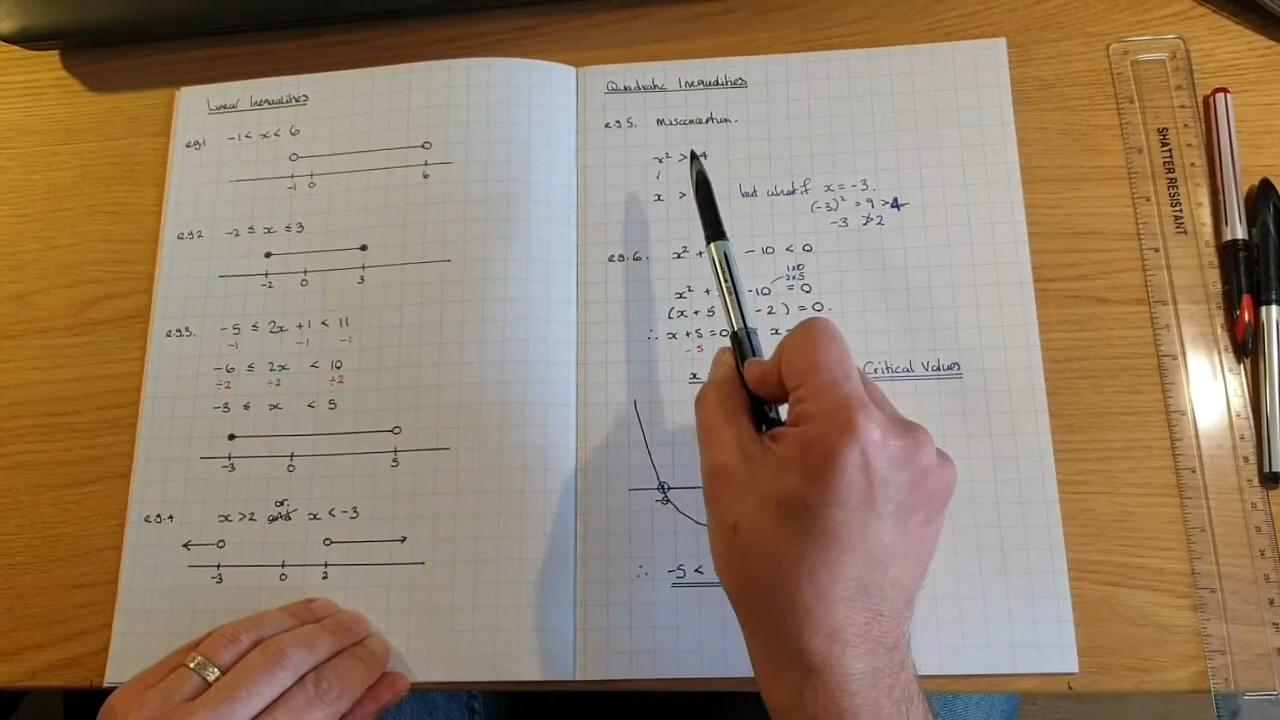 Linear Inequalities
e.g.1 -1 < x < 6
-1 0 6
e.g.2 -2 ≤ x ≤ 3
-2 0 3
e.g.3. -5 ≤ 2x +1 < 11
-1 -1 -1
-6 ≤ 2x < 10
÷2 ÷2 ÷2
-3 ≤ x < 5
-3 0 5
e.g.4 x >2 or x < -3
-3 0 2
Quadratic Inequalities
e.g 5. Misconception.
x² > 4
x > but what if x = -3.
(-3)² = 9 >4
-3 ≯2
e.g.6. x² + - 10 < 0
1x10
2x5
x² + -10 = 0
(x + 5 -2) = 0.
∴ x+5 =0 x
-5
x Critical Values
-5
∴ -5 <
SHATTER RESISTANT